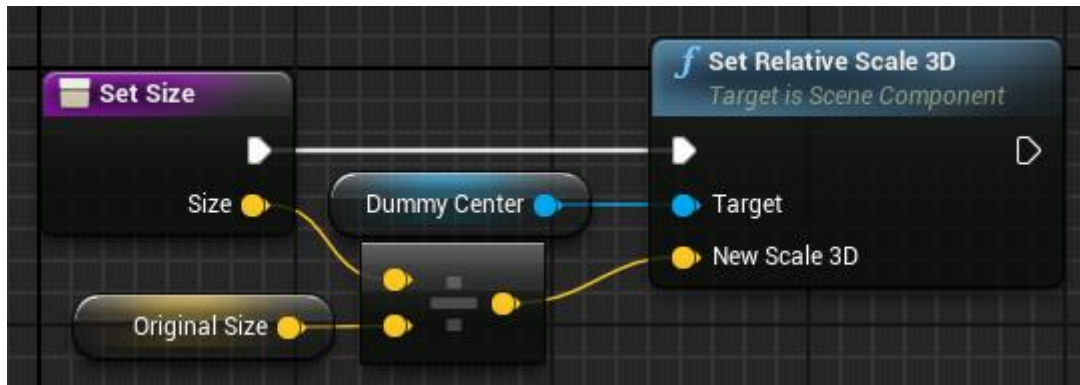 Set Size
Size
Original Size
Dummy Center
f Set Relative Scale 3D
Target is Scene Component
Target
New Scale 3D